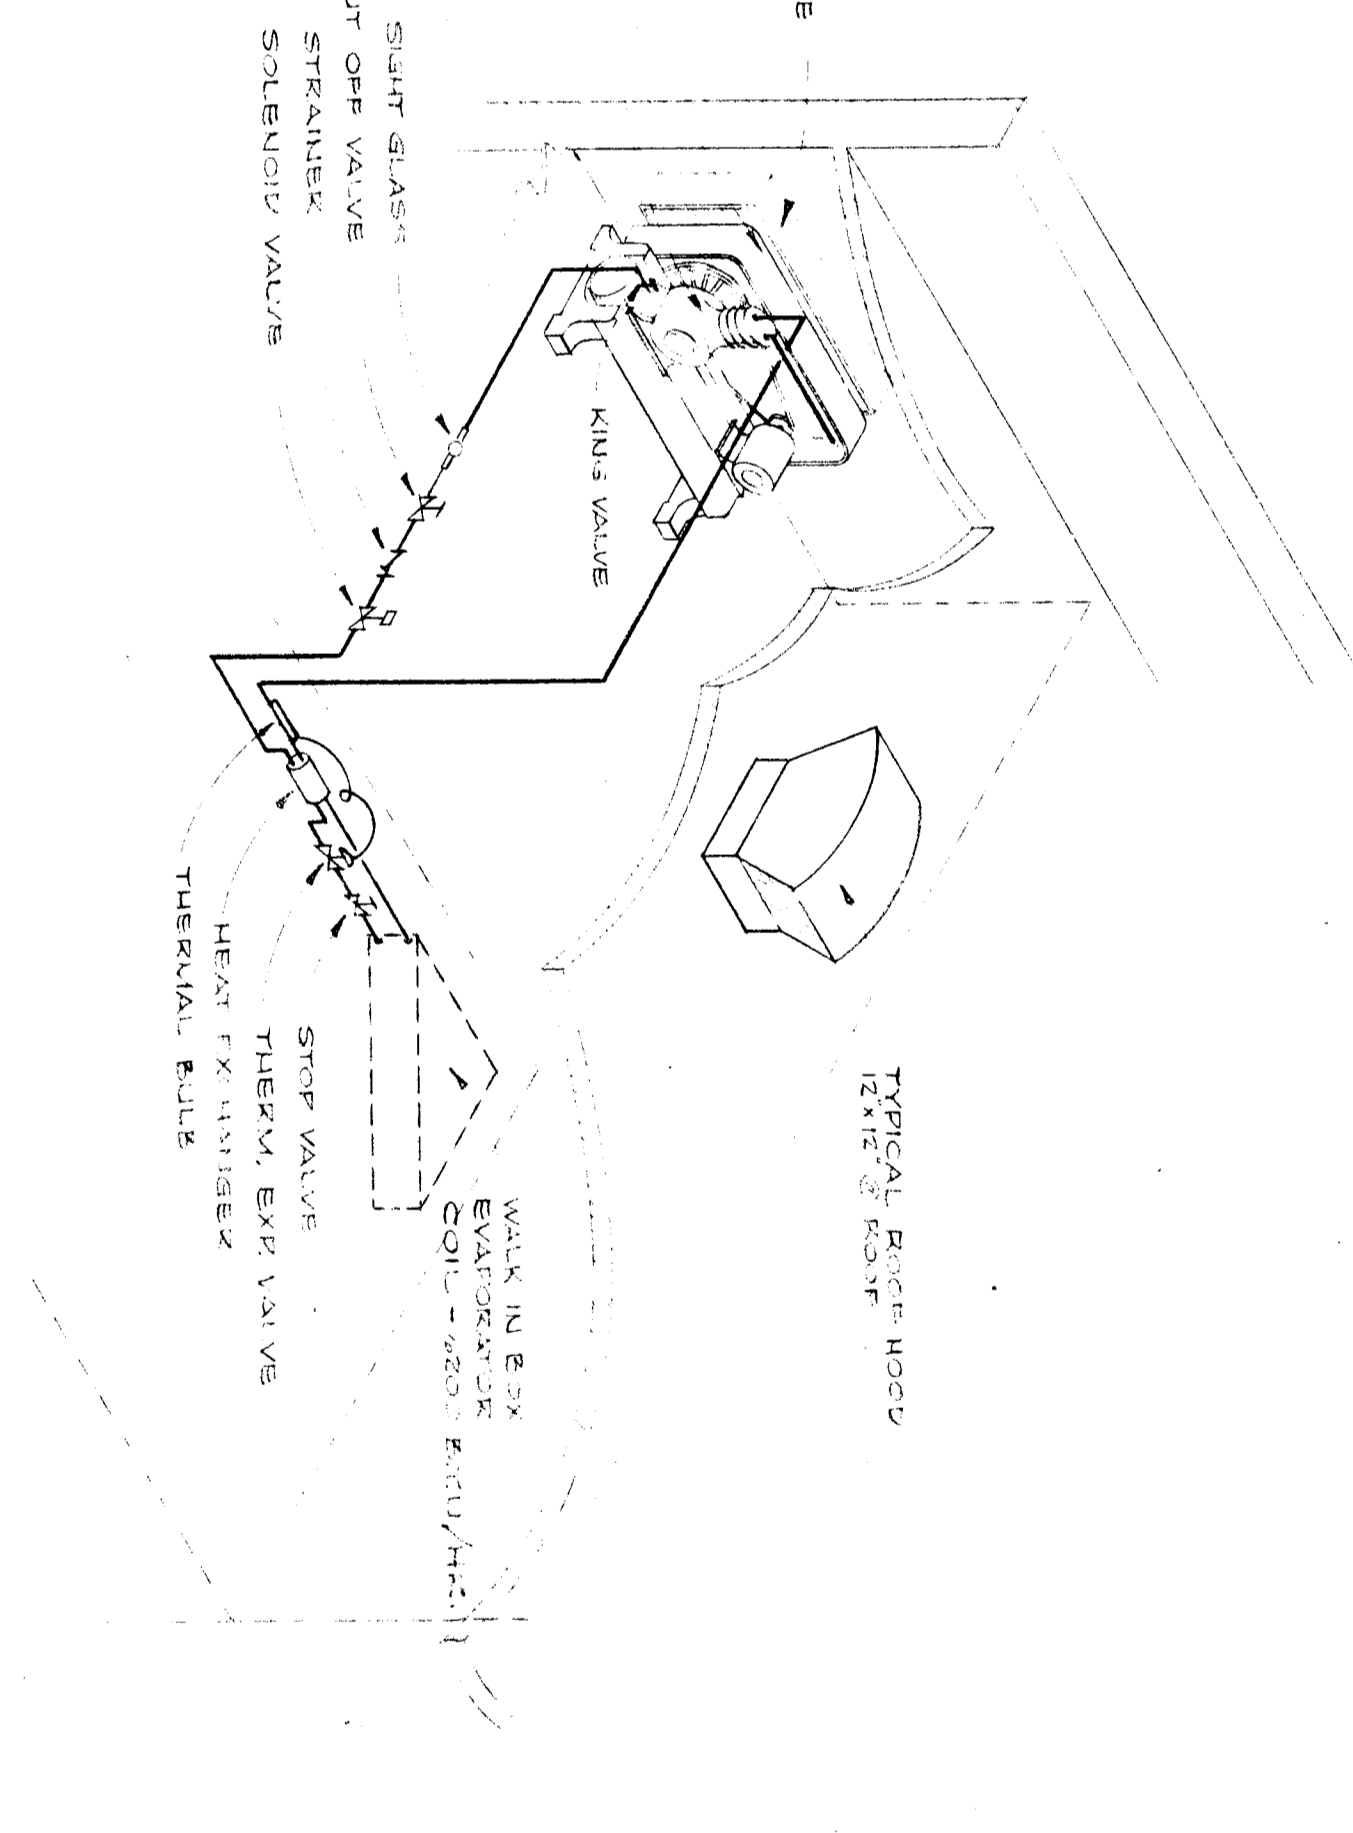 E
SIGHT GLASS
UT OFF VALVE
STRAINER
SOLENOID VALVE
KING VALVE
TYPICAL ROOF HOOD
12"x12" @ ROOF
WALK IN BOX
EVAPORATOR
COIL -
STOP VALVE
THERM. EXP. VALVE
HEAT EXCHANGER
THERMAL BULB